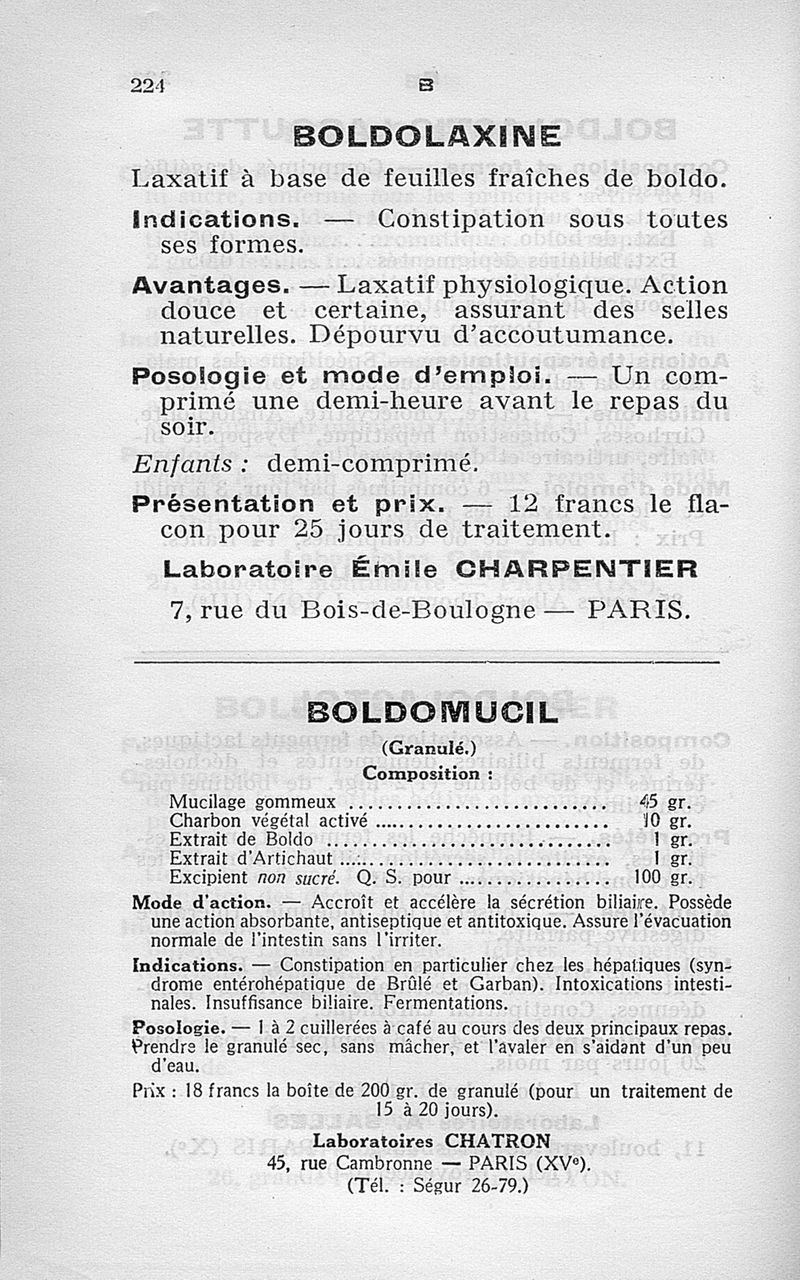 224
B
BOLDOLAXINE
Laxatif à base de feuilles fraîches de boldo.
Indications. — Constipation sous toutes
ses formes.
Avantages. — Laxatif physiologique. Action
douce et certaine, assurant des selles
naturelles. Dépourvu d'accoutumance.
Posologie et mode d'emploi. — Un com-
primé une demi-heure avant le repas du
soir.
Enfants : demi-comprimé.
Présentation et prix. — 12 francs le fla-
con pour 25 jours de traitement.
Laboratoire Émile CHARPENTIER
7, rue du Bois-de-Boulogne — PARIS.
BOLDOMUCIL
(Granulé.)
Composition :
Mucilage gommeux ........................... 45 gr.
Charbon végétal activé ........................ 10 gr.
Extrait de Boldo ............................. 1 gr.
Extrait d'Artichaut ............................ 1 gr.
Excipient non sucré. Q. S. pour ................ 100 gr.
Mode d'action. — Accroît et accélère la sécrétion biliaire. Possède
une action absorbante, antiseptique et antitoxique. Assure l'évacuation
normale de l'intestin sans l'irriter.
Indications. — Constipation en particulier chez les hépatiques (syn-
drome entérohépatique de Brûlé et Garban). Intoxications intesti-
nales. Insuffisance biliaire. Fermentations.
Posologie. — 1 à 2 cuillerées à café au cours des deux principaux repas.
Prendre le granulé sec, sans mâcher, et l'avaler en s'aidant d'un peu
d'eau.
Prix : 18 francs la boîte de 200 gr. de granulé (pour un traitement de
15 à 20 jours).
Laboratoires CHATRON
45, rue Cambronne — PARIS (XVe).
(Tél. : Ségur 26-79.)